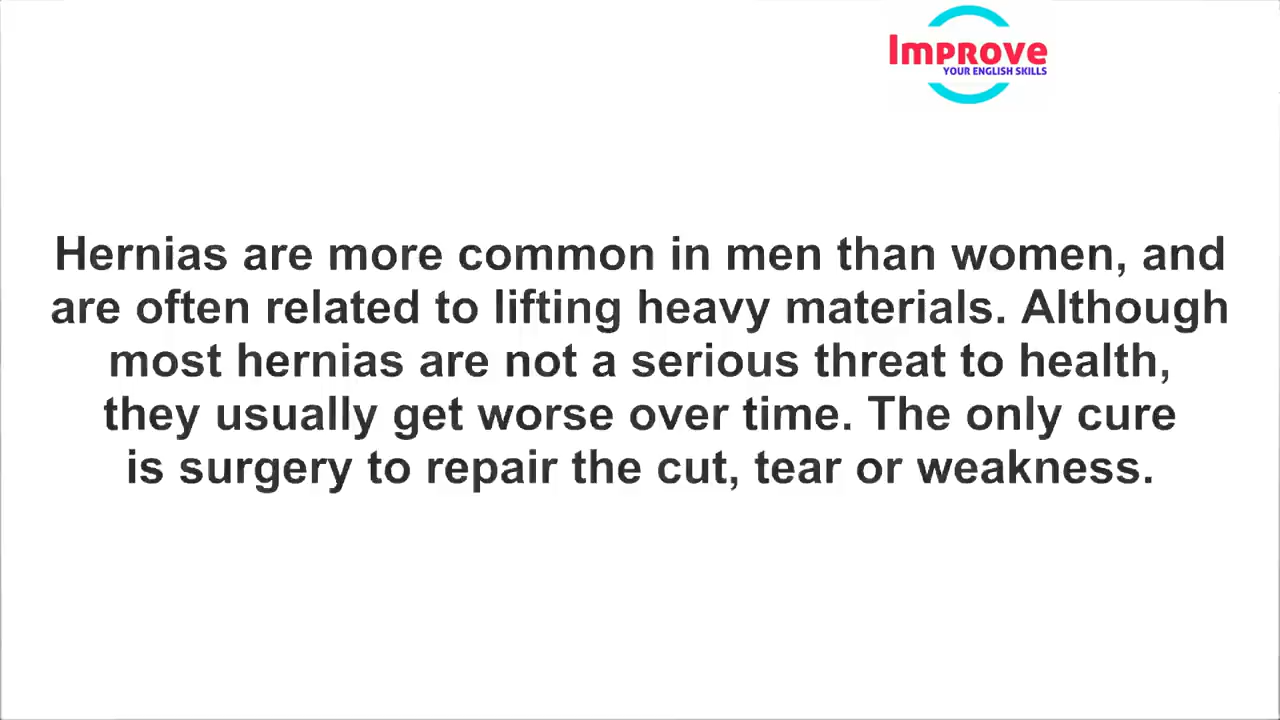 Improve
YOUR ENGLISH SKILLS
Hernias are more common in men than women, and
are often related to lifting heavy materials. Although
most hernias are not a serious threat to health,
they usually get worse over time. The only cure
is surgery to repair the cut, tear or weakness.